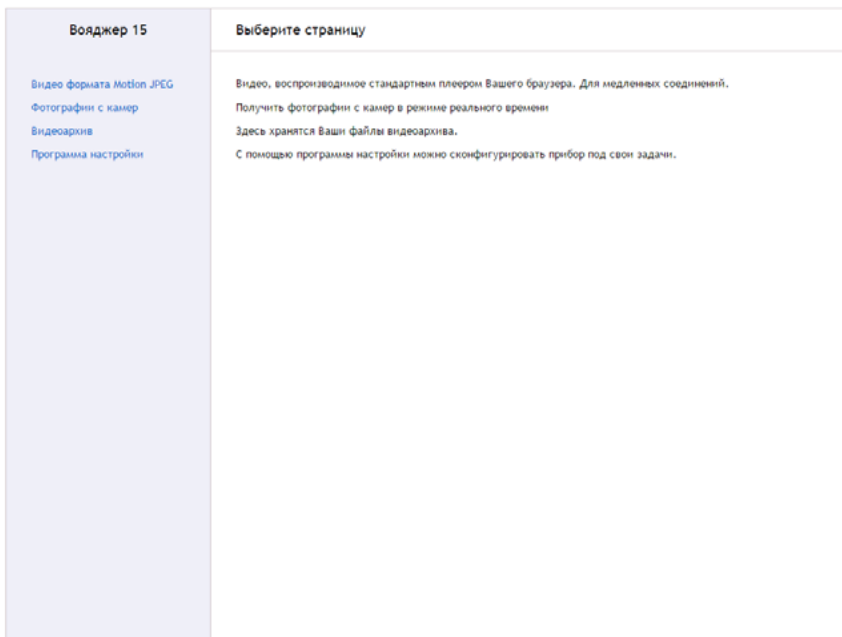 Вояджер 15
Выберите страницу
Видео формата Motion JPEG
Видео, воспроизводимое стандартным плеером Вашего браузера. Для медленных соединений.
Фотографии с камер
Получить фотографии с камер в режиме реального времени
Видеоархив
Здесь хранятся Ваши файлы видеоархива.
Программа настройки
С помощью программы настройки можно сконфигурировать прибор под свои задачи.